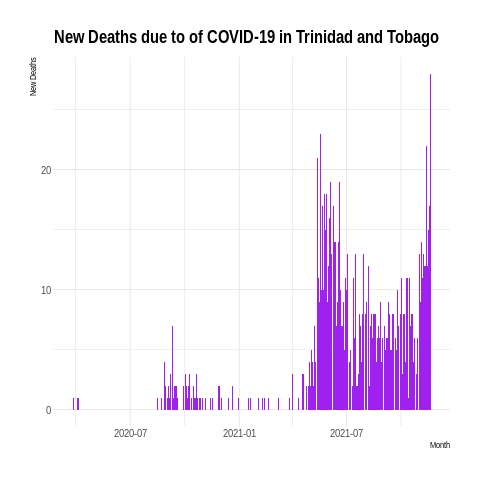 New Deaths due to of COVID-19 in Trinidad and Tobago
New Deaths
20
10
0
2020-07
2021-01
2021-07
Month